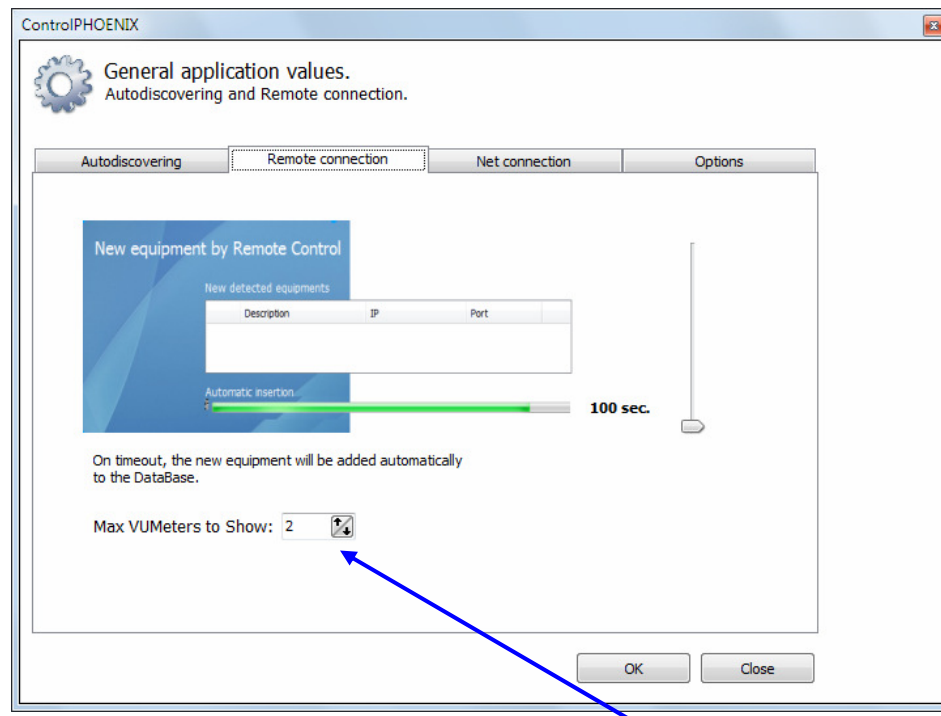 ControlPHOENIX
General application values.
Autodiscovering and Remote connection.
Autodiscovering Remote connection Net connection Options
New equipment by Remote Control
New detected equipments
Description IP Port
Automatic insertion
100 sec.
On timeout, the new equipment will be added automatically
to the DataBase.
Max VUMeters to Show: 2
OK Close